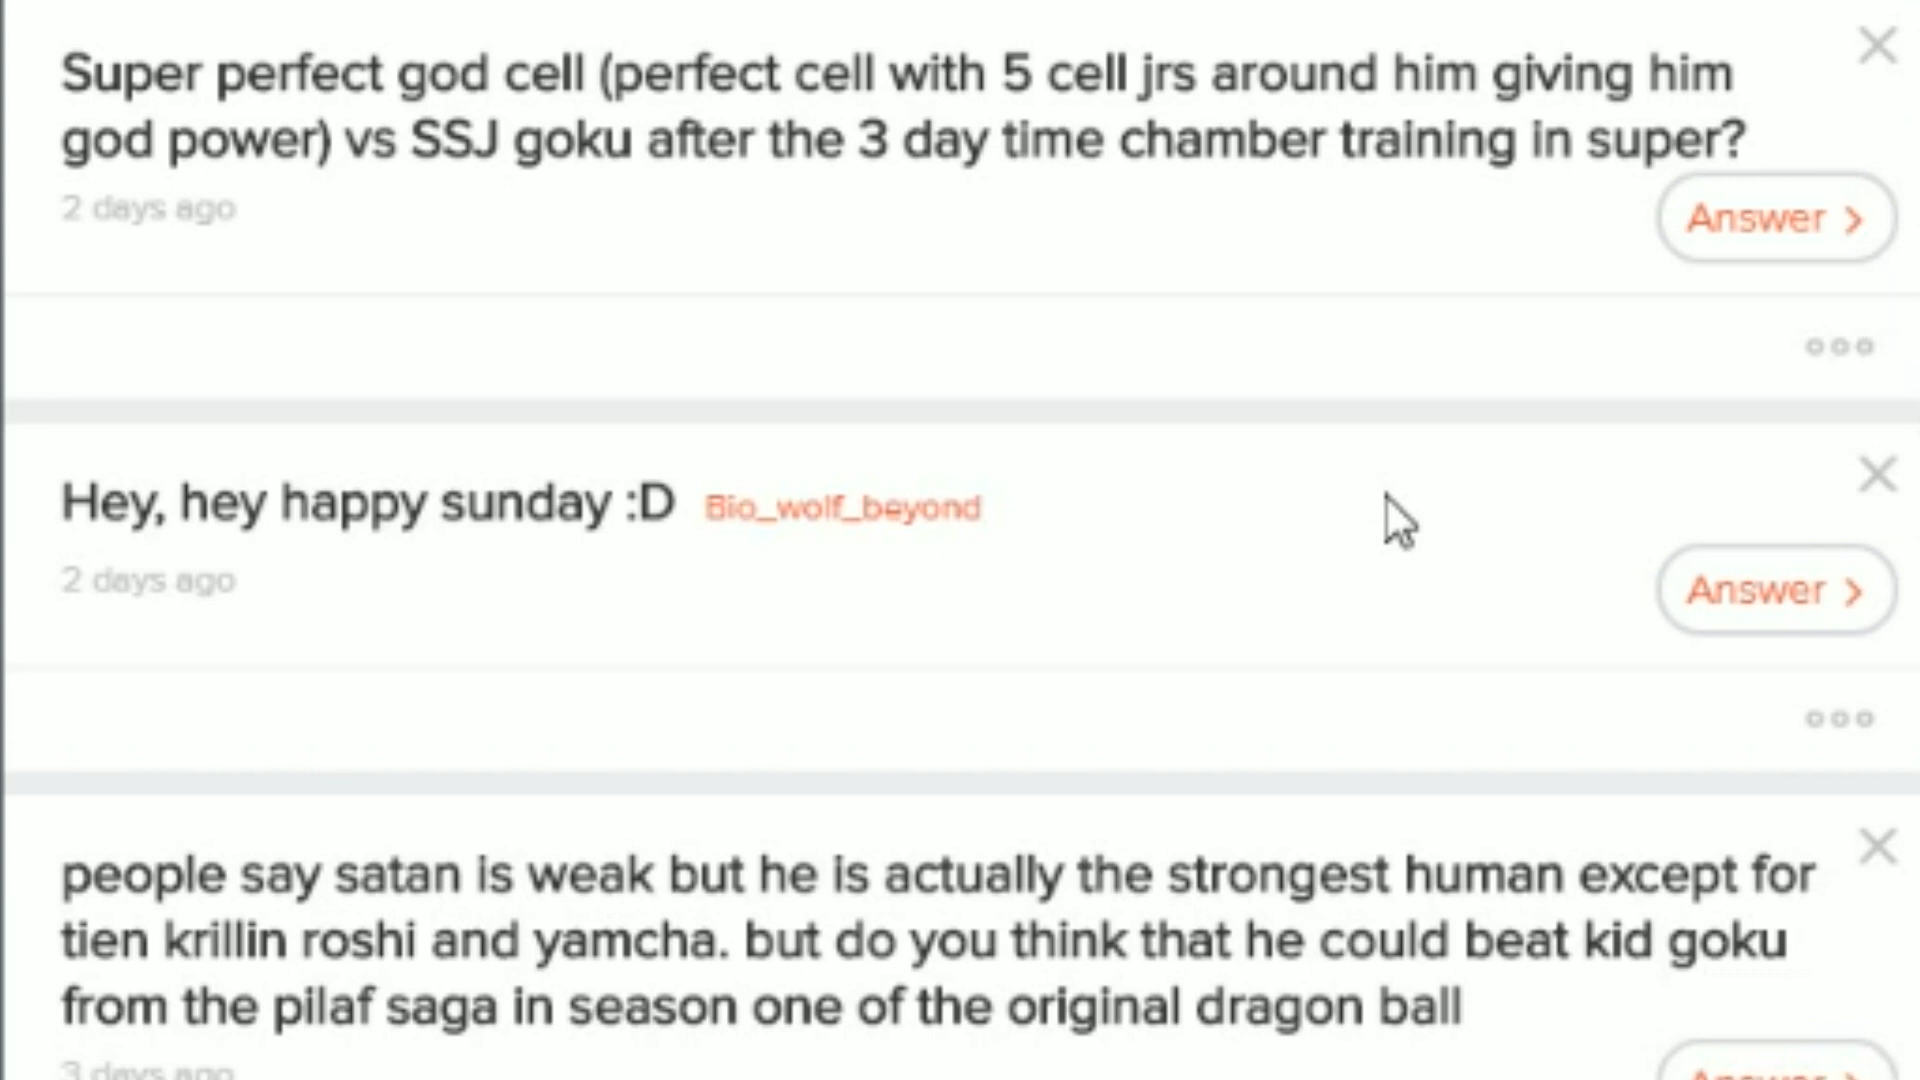 Super perfect god cell (perfect cell with 5 cell jrs around him giving him
god power) vs SSJ goku after the 3 day time chamber training in super?
2 days ago
Answer >
Hey, hey happy sunday :D Bio_wolf_beyond
2 days ago
Answer >
people say satan is weak but he is actually the strongest human except for
tien krillin roshi and yamcha. but do you think that he could beat kid goku
from the pilaf saga in season one of the original dragon ball
3 days ago
Answer >